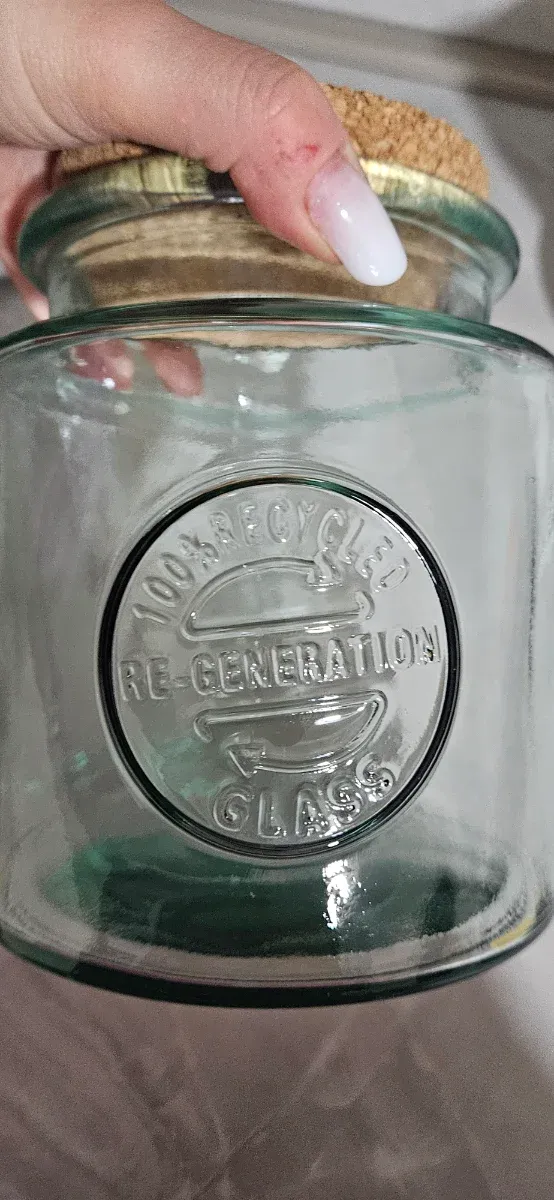 100% RECYCLED
RE-GENERATION
GLASS